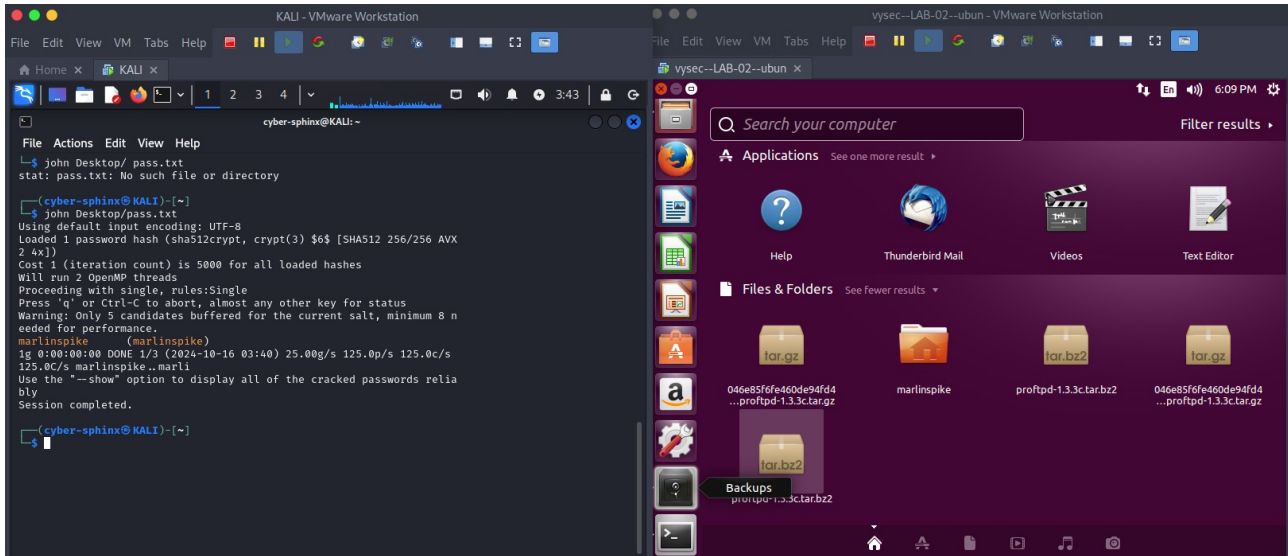 KALI - VMware Workstation
File Edit View VM Tabs Help
Home × KALI ×
1 2 3 4 3:43
cyber-sphinx@KALI: ~
File Actions Edit View Help
└─$ john Desktop/ pass.txt
stat: pass.txt: No such file or directory
┌──(cyber-sphinx㉿KALI)-[~]
└─$ john Desktop/pass.txt
Using default input encoding: UTF-8
Loaded 1 password hash (sha512crypt, crypt(3) $6$ [SHA512 256/256 AVX
2 4x])
Cost 1 (iteration count) is 5000 for all loaded hashes
Will run 2 OpenMP threads
Proceeding with single, rules:Single
Press 'q' or Ctrl-C to abort, almost any other key for status
Warning: Only 5 candidates buffered for the current salt, minimum 8 n
eeded for performance.
marlinspike (marlinspike)
1g 0:00:00:00 DONE 1/3 (2024-10-16 03:40) 25.00g/s 125.0p/s 125.0c/s
125.0C/s marlinspike..marli
Use the "--show" option to display all of the cracked passwords relia
bly
Session completed.
┌──(cyber-sphinx㉿KALI)-[~]
└─$
vysec--LAB-02--ubun - VMware Workstation
File Edit View VM Tabs Help
vysec--LAB-02--ubun ×
En 6:09 PM
Search your computer
Filter results
Applications See one more result
Help Thunderbird Mail Videos Text Editor
Files & Folders See fewer results
tar.gz tar.bz2 tar.gz
046e85f6fe460de94fd4 marlinspike proftpd-1.3.3c.tar.bz2 046e85f6fe460de94fd4
...proftpd-1.3.3c.tar.gz ...proftpd-1.3.3c.tar.gz
tar.bz2
Backups
proftpd-1.3.3c.tar.bz2